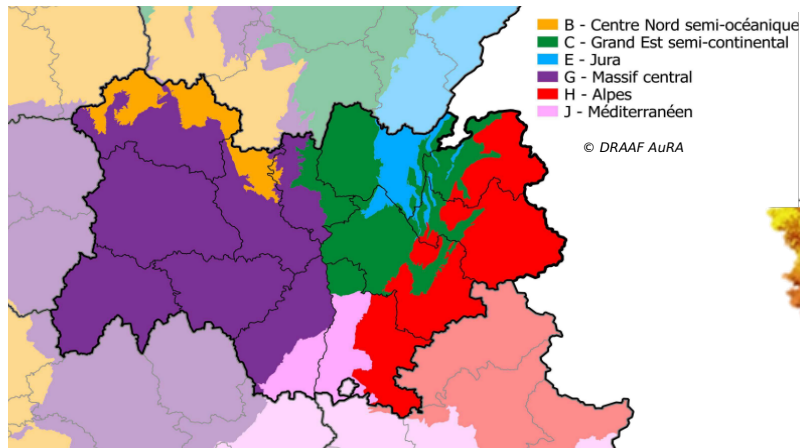 B - Centre Nord semi-océanique
C - Grand Est semi-continental
E - Jura
G - Massif central
H - Alpes
J - Méditerranéen
© DRAAF AuRA